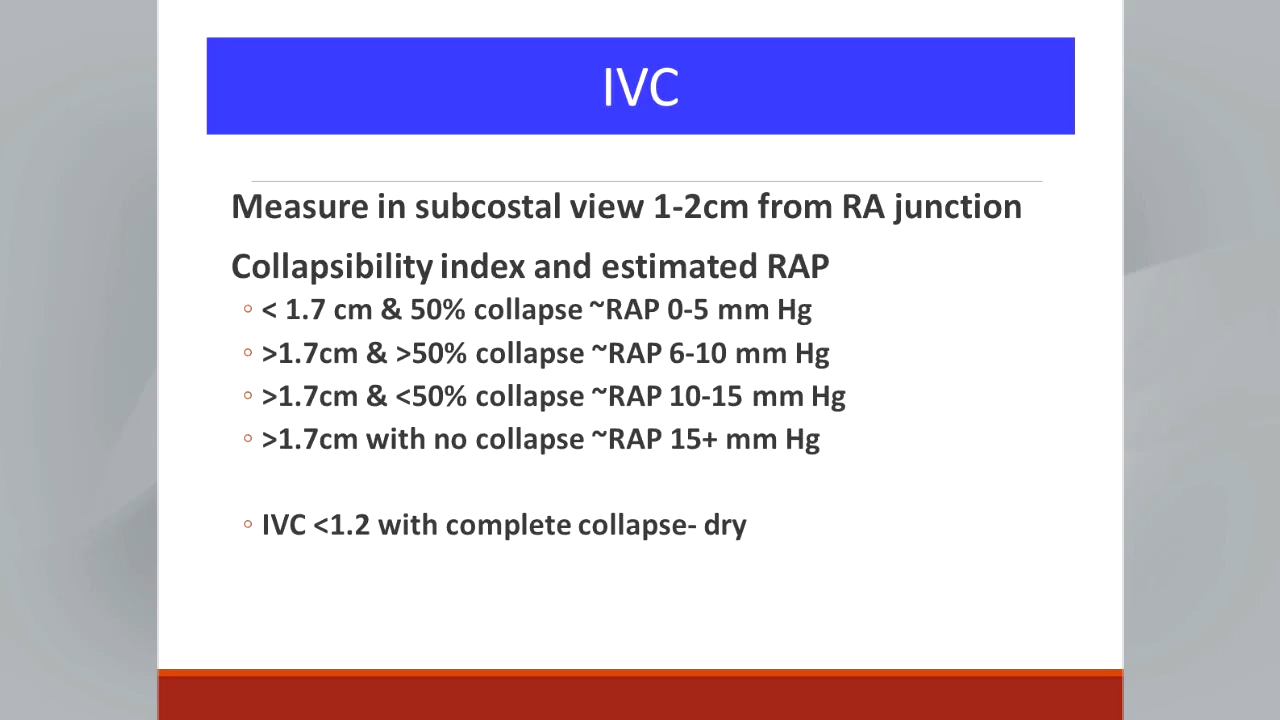 IVC
Measure in subcostal view 1-2cm from RA junction
Collapsibility index and estimated RAP
◦ < 1.7 cm & 50% collapse ~RAP 0-5 mm Hg
◦ >1.7cm & >50% collapse ~RAP 6-10 mm Hg
◦ >1.7cm & <50% collapse ~RAP 10-15 mm Hg
◦ >1.7cm with no collapse ~RAP 15+ mm Hg
◦ IVC <1.2 with complete collapse- dry